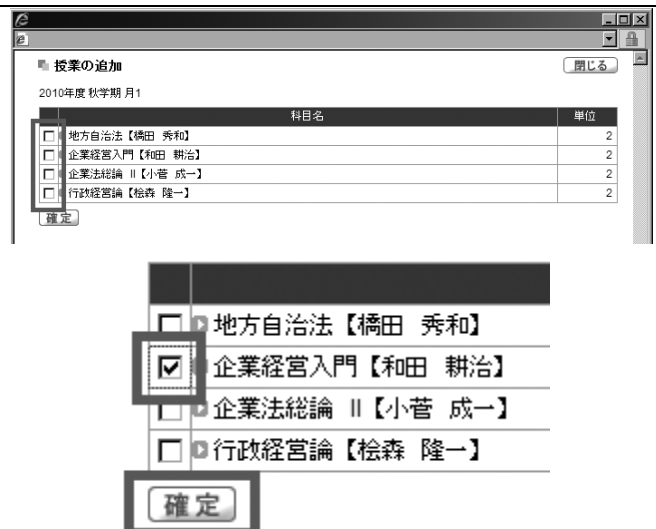 授業の追加
閉じる
2010年度 秋学期 月1
科目名 単位
地方自治法【橋田 秀和】 2
企業経営入門【和田 耕治】 2
企業法総論 Ⅱ【小菅 成一】 2
行政経営論【桧森 隆一】 2
確定
地方自治法【橋田 秀和】
企業経営入門【和田 耕治】
企業法総論 Ⅱ【小菅 成一】
行政経営論【桧森 隆一】
確定